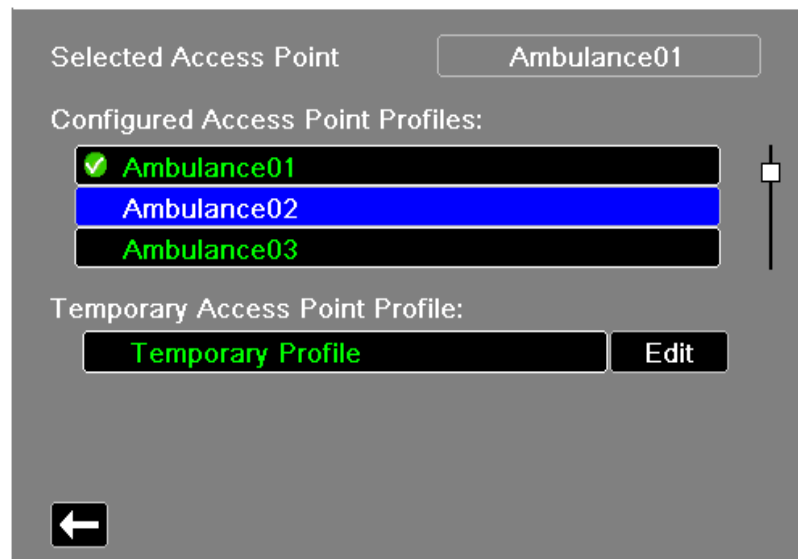 Selected Access Point Ambulance01
Configured Access Point Profiles:
Ambulance01
Ambulance02
Ambulance03
Temporary Access Point Profile:
Temporary Profile Edit